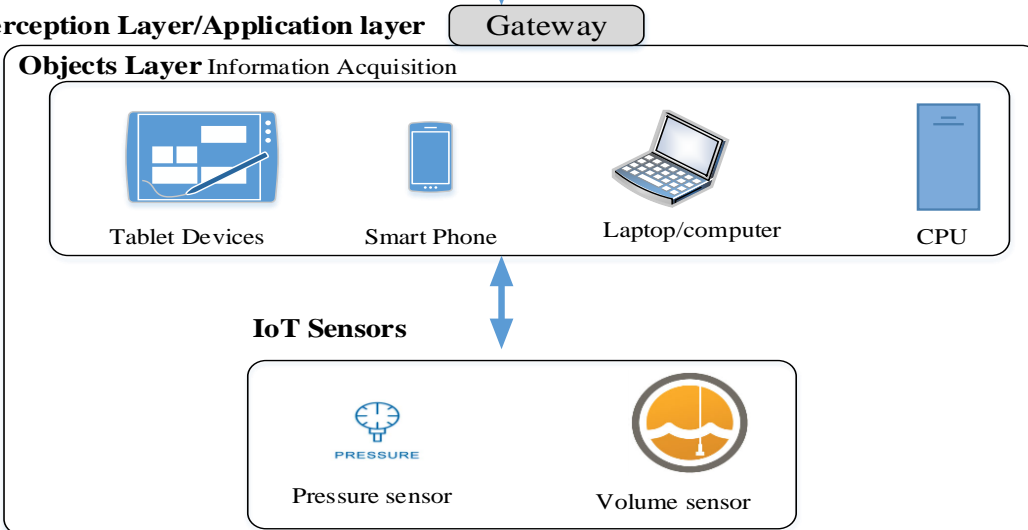 erception Layer/Application layer
Gateway
Objects Layer Information Acquisition
Tablet Devices
Smart Phone
Laptop/computer
CPU
IoT Sensors
PRESSURE
Pressure sensor
Volume sensor